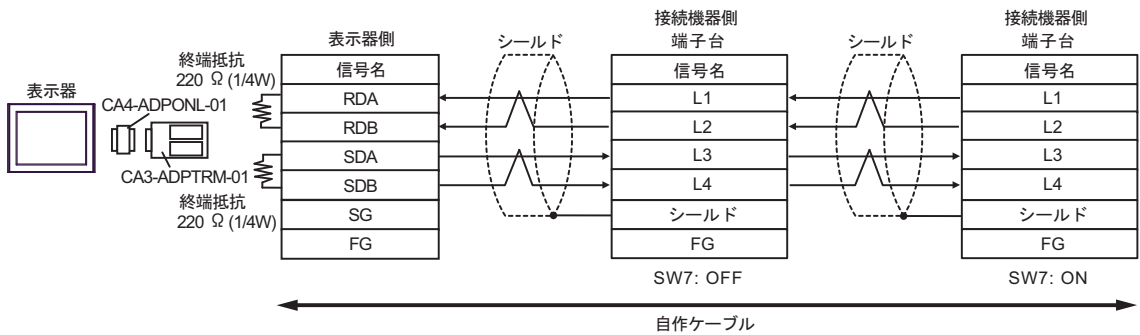 表示器
CA4-ADPONL-01
CA3-ADPTRM-01
終端抵抗
220 Ω (1/4W)
終端抵抗
220 Ω (1/4W)
表示器側
信号名
RDA
RDB
SDA
SDB
SG
FG
シールド
接続機器側
端子台
信号名
L1
L2
L3
L4
シールド
FG
SW7: OFF
シールド
接続機器側
端子台
信号名
L1
L2
L3
L4
シールド
FG
SW7: ON
自作ケーブル